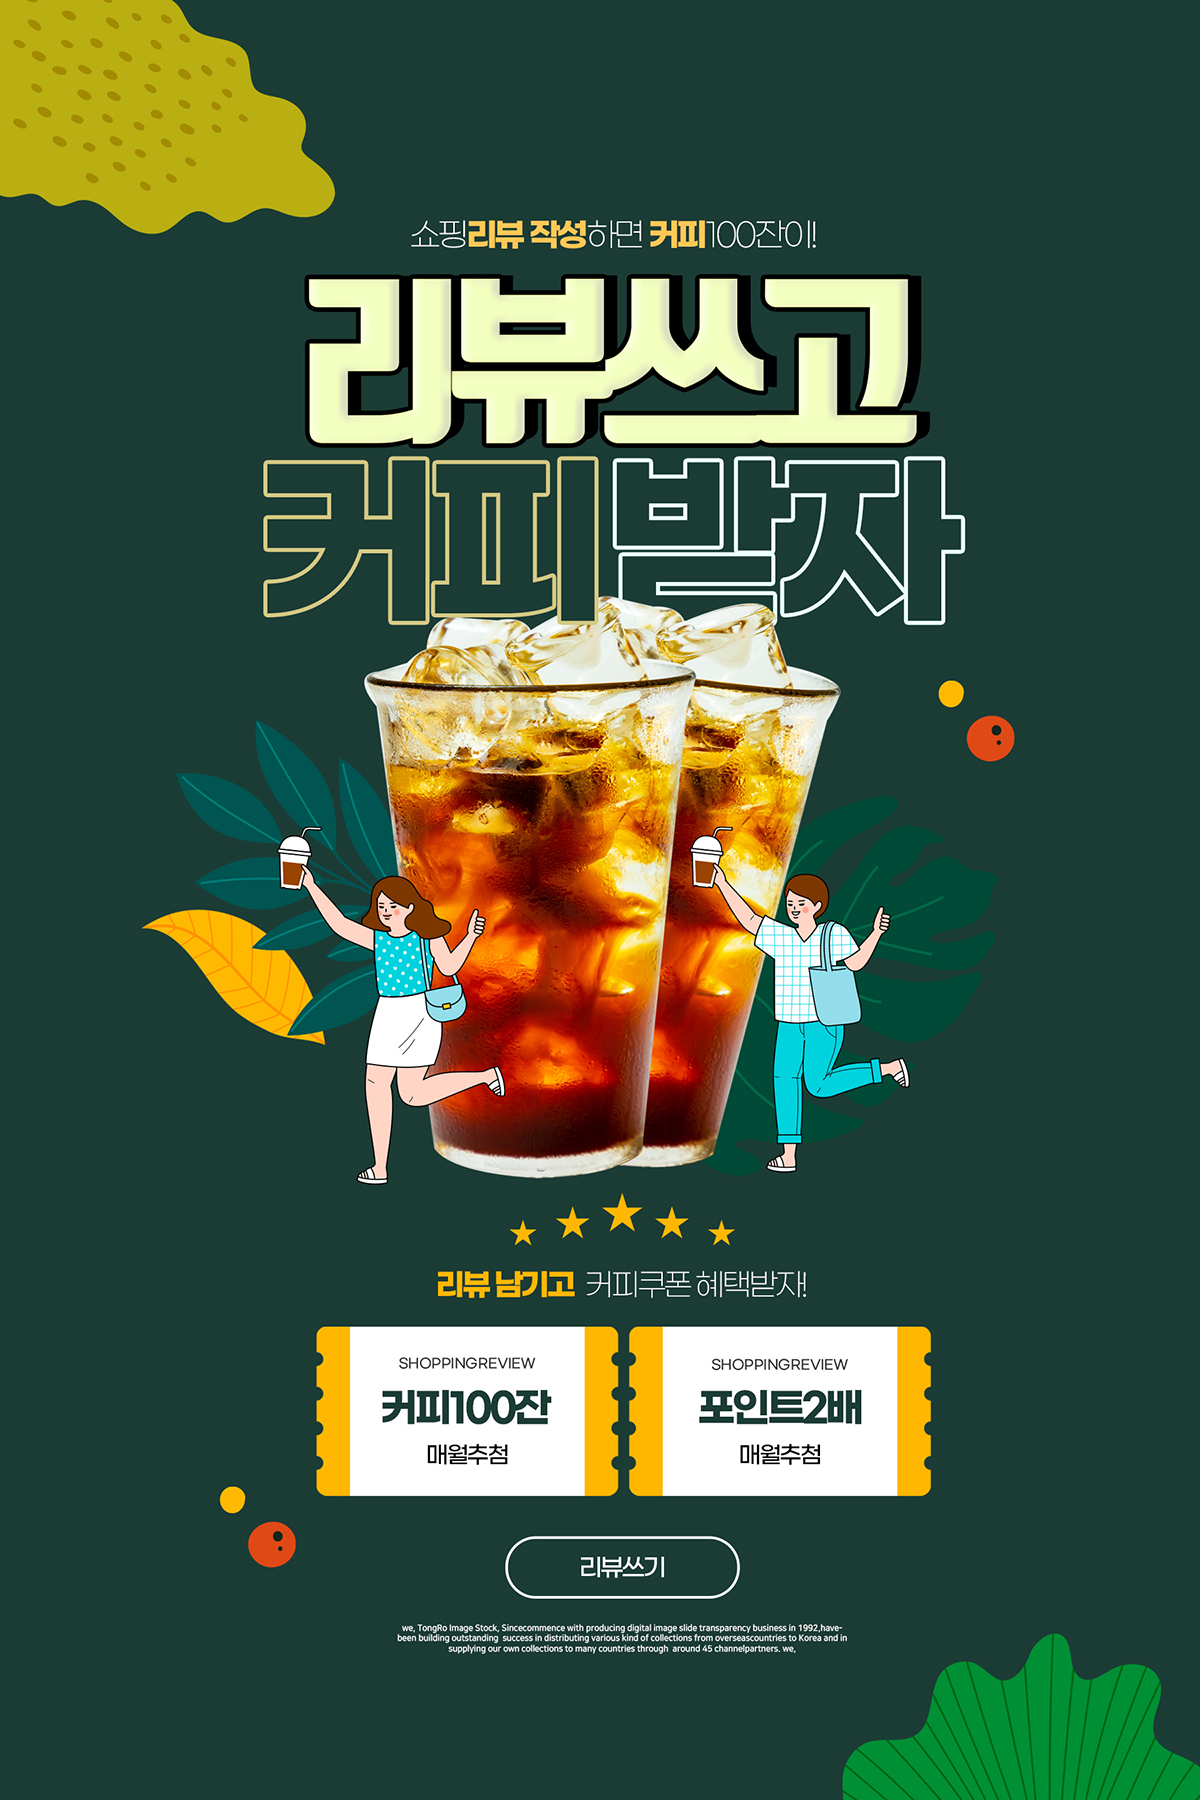 쇼핑리뷰 작성하면 커피100잔이!
리뷰쓰고
커피받자
리뷰 남기고 커피쿠폰 혜택받자!
SHOPPINGREVIEW
커피100잔
매월추첨
SHOPPINGREVIEW
포인트2배
매월추첨
리뷰쓰기
we, TongRo Image Stock, Sincecommence with producing digital image slide transparency business in 1992,have-
been building outstanding success in distributing various kind of collections from overseascountries to Korea and in
supplying our own collections to many countries through around 45 channelpartners. we,